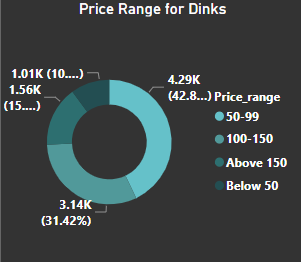 Price Range for Dinks
1.01K (10....)
1.56K
(15....)
4.29K
(42.8...)
3.14K
(31.42%)
Price_range
50-99
100-150
Above 150
Below 50